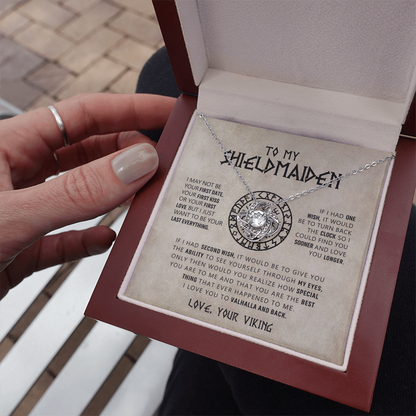 TO MY
SHIELDMAIDEN
I MAY NOT BE
YOUR FIRST DATE,
YOUR FIRST KISS
OR YOUR FIRST
LOVE BUT I JUST
WANT TO BE YOUR
LAST EVERYTHING.
IF I HAD ONE
WISH, IT WOULD
BE TO TURN BACK
THE CLOCK SO I
COULD FIND YOU
SOONER AND LOVE
YOU LONGER.
IF I HAD SECOND WISH, IT WOULD BE TO GIVE YOU
THE ABILITY TO SEE YOURSELF THROUGH MY EYES.
ONLY THEN WOULD YOU REALIZE HOW SPECIAL
YOU ARE TO ME AND THAT YOU ARE THE BEST
THING THAT EVER HAPPENED TO ME
I LOVE YOU TO VALHALLA AND BACK.
LOVE, YOUR VIKING